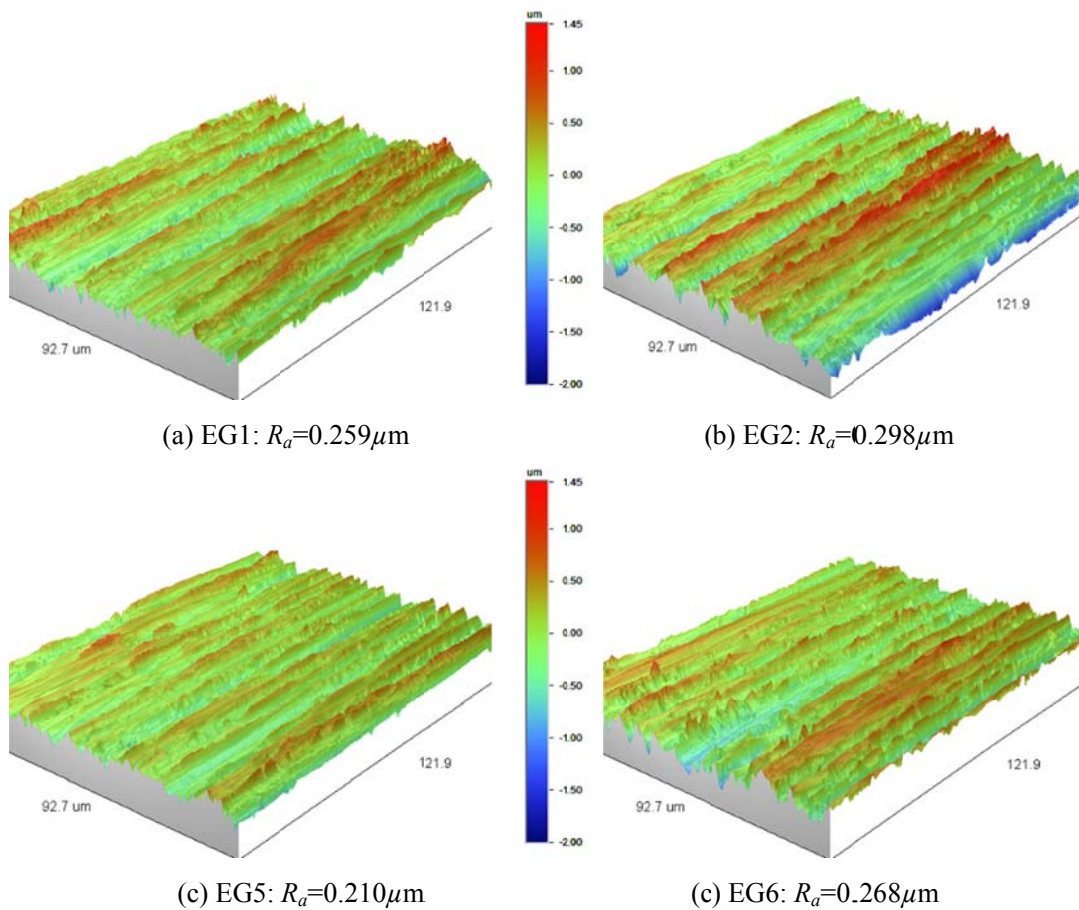 um
1.45
1.00
0.50
0.00
-0.50
-1.00
-1.50
-2.00
92.7 um
121.9
92.7 um
121.9
(a) EG1: Ra=0.259μm
(b) EG2: Ra=0.298μm
um
1.45
1.00
0.50
0.00
-0.50
-1.00
-1.50
-2.00
92.7 um
121.9
92.7 um
121.9
(c) EG5: Ra=0.210μm
(c) EG6: Ra=0.268μm